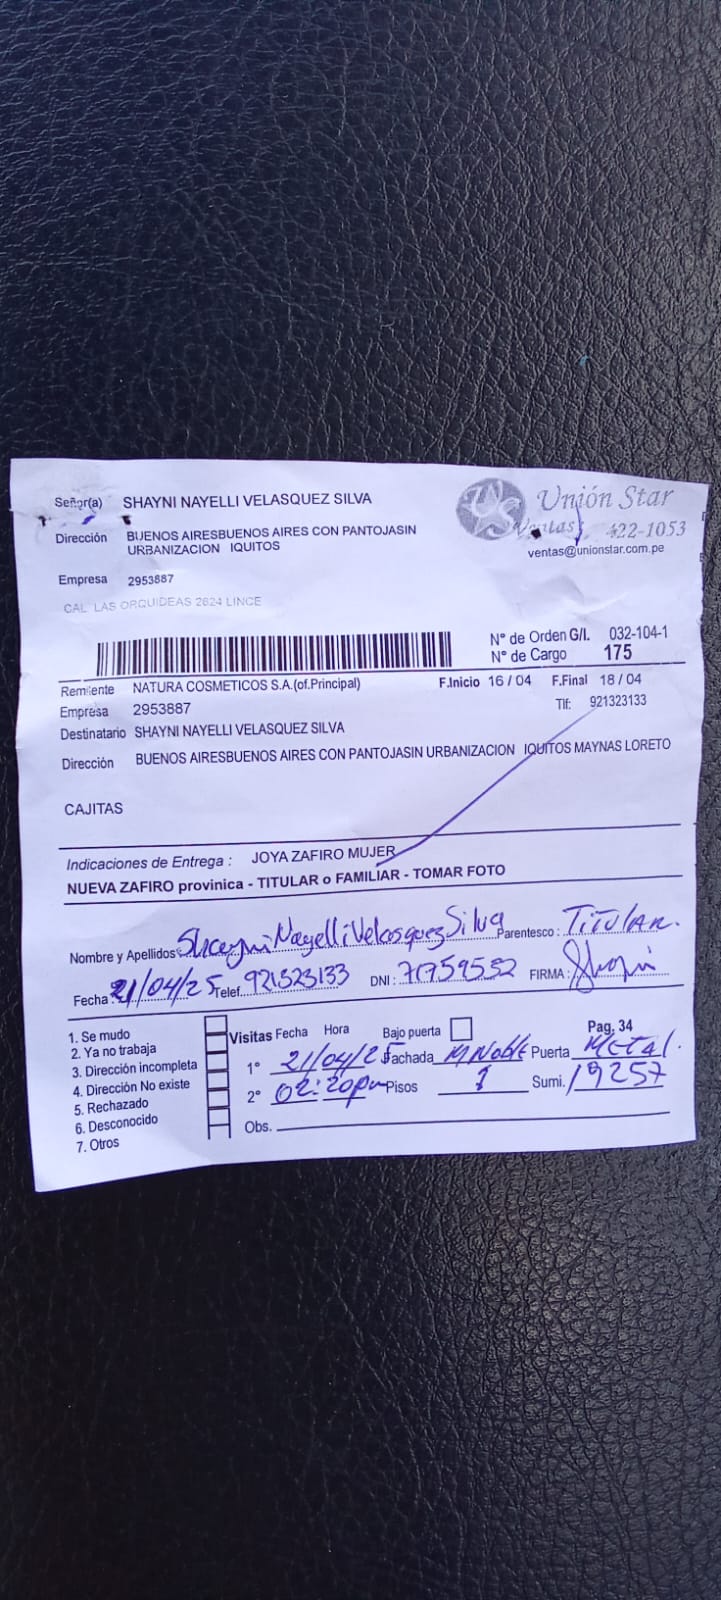 Señor(a) SHAYNI NAYELLI VELASQUEZ SILVA
Unión Star
Ventas: 422-1053
ventas@unionstar.com.pe
Dirección BUENOS AIRESBUENOS AIRES CON PANTOJASIN
URBANIZACION IQUITOS
Empresa 2953887
CAL LAS ORQUIDEAS 2624 LINCE
N° de Orden G/I. 032-104-1
N° de Cargo 175
Remitente NATURA COSMETICOS S.A.(of.Principal) F.Inicio 16 / 04 F.Final 18 / 04
Empresa 2953887 Tlf: 921323133
Destinatario SHAYNI NAYELLI VELASQUEZ SILVA
Dirección BUENOS AIRESBUENOS AIRES CON PANTOJASIN URBANIZACION IQUITOS MAYNAS LORETO
CAJITAS
Indicaciones de Entrega : JOYA ZAFIRO MUJER
NUEVA ZAFIRO provinica - TITULAR o FAMILIAR - TOMAR FOTO
Nombre y Apellidos: Shayni Nayelli Velasquez Silva Parentesco : TITULAR.
Fecha : 21/04/25 Telef. 921323133 DNI : 71759552 FIRMA :
1. Se mudo
2. Ya no trabaja
3. Dirección incompleta
4. Dirección No existe
5. Rechazado
6. Desconocido
7. Otros
Visitas Fecha Hora Bajo puerta Pag, 34
1° 21/04/25 Fachada M Noble Puerta METAL.
2° 02:20pm Pisos 1 Sumi. 19257
Obs.